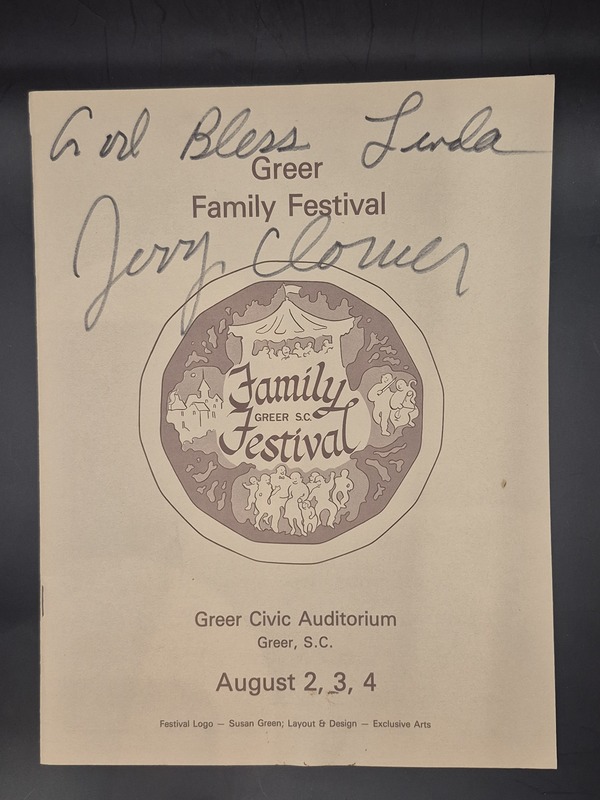 God Bless Linda
Greer
Family Festival
Jerry Clower
Family
GREER S.C.
Festival
Greer Civic Auditorium
Greer, S.C.
August 2, 3, 4
Festival Logo — Susan Green; Layout & Design — Exclusive Arts